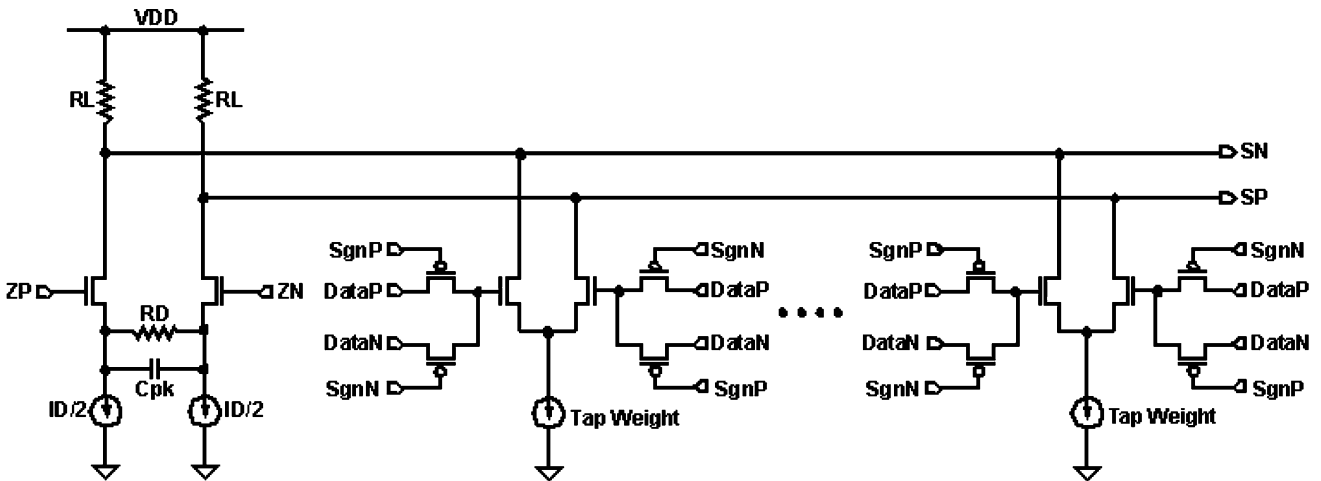 VDD
RL RL
SN
SP
SgnP SgnN SgnP SgnN
ZP ZN DataP DataP DataP DataP
RD
DataN DataN DataN DataN
Cpk SgnN SgnP SgnN SgnP
ID/2 ID/2 Tap Weight Tap Weight